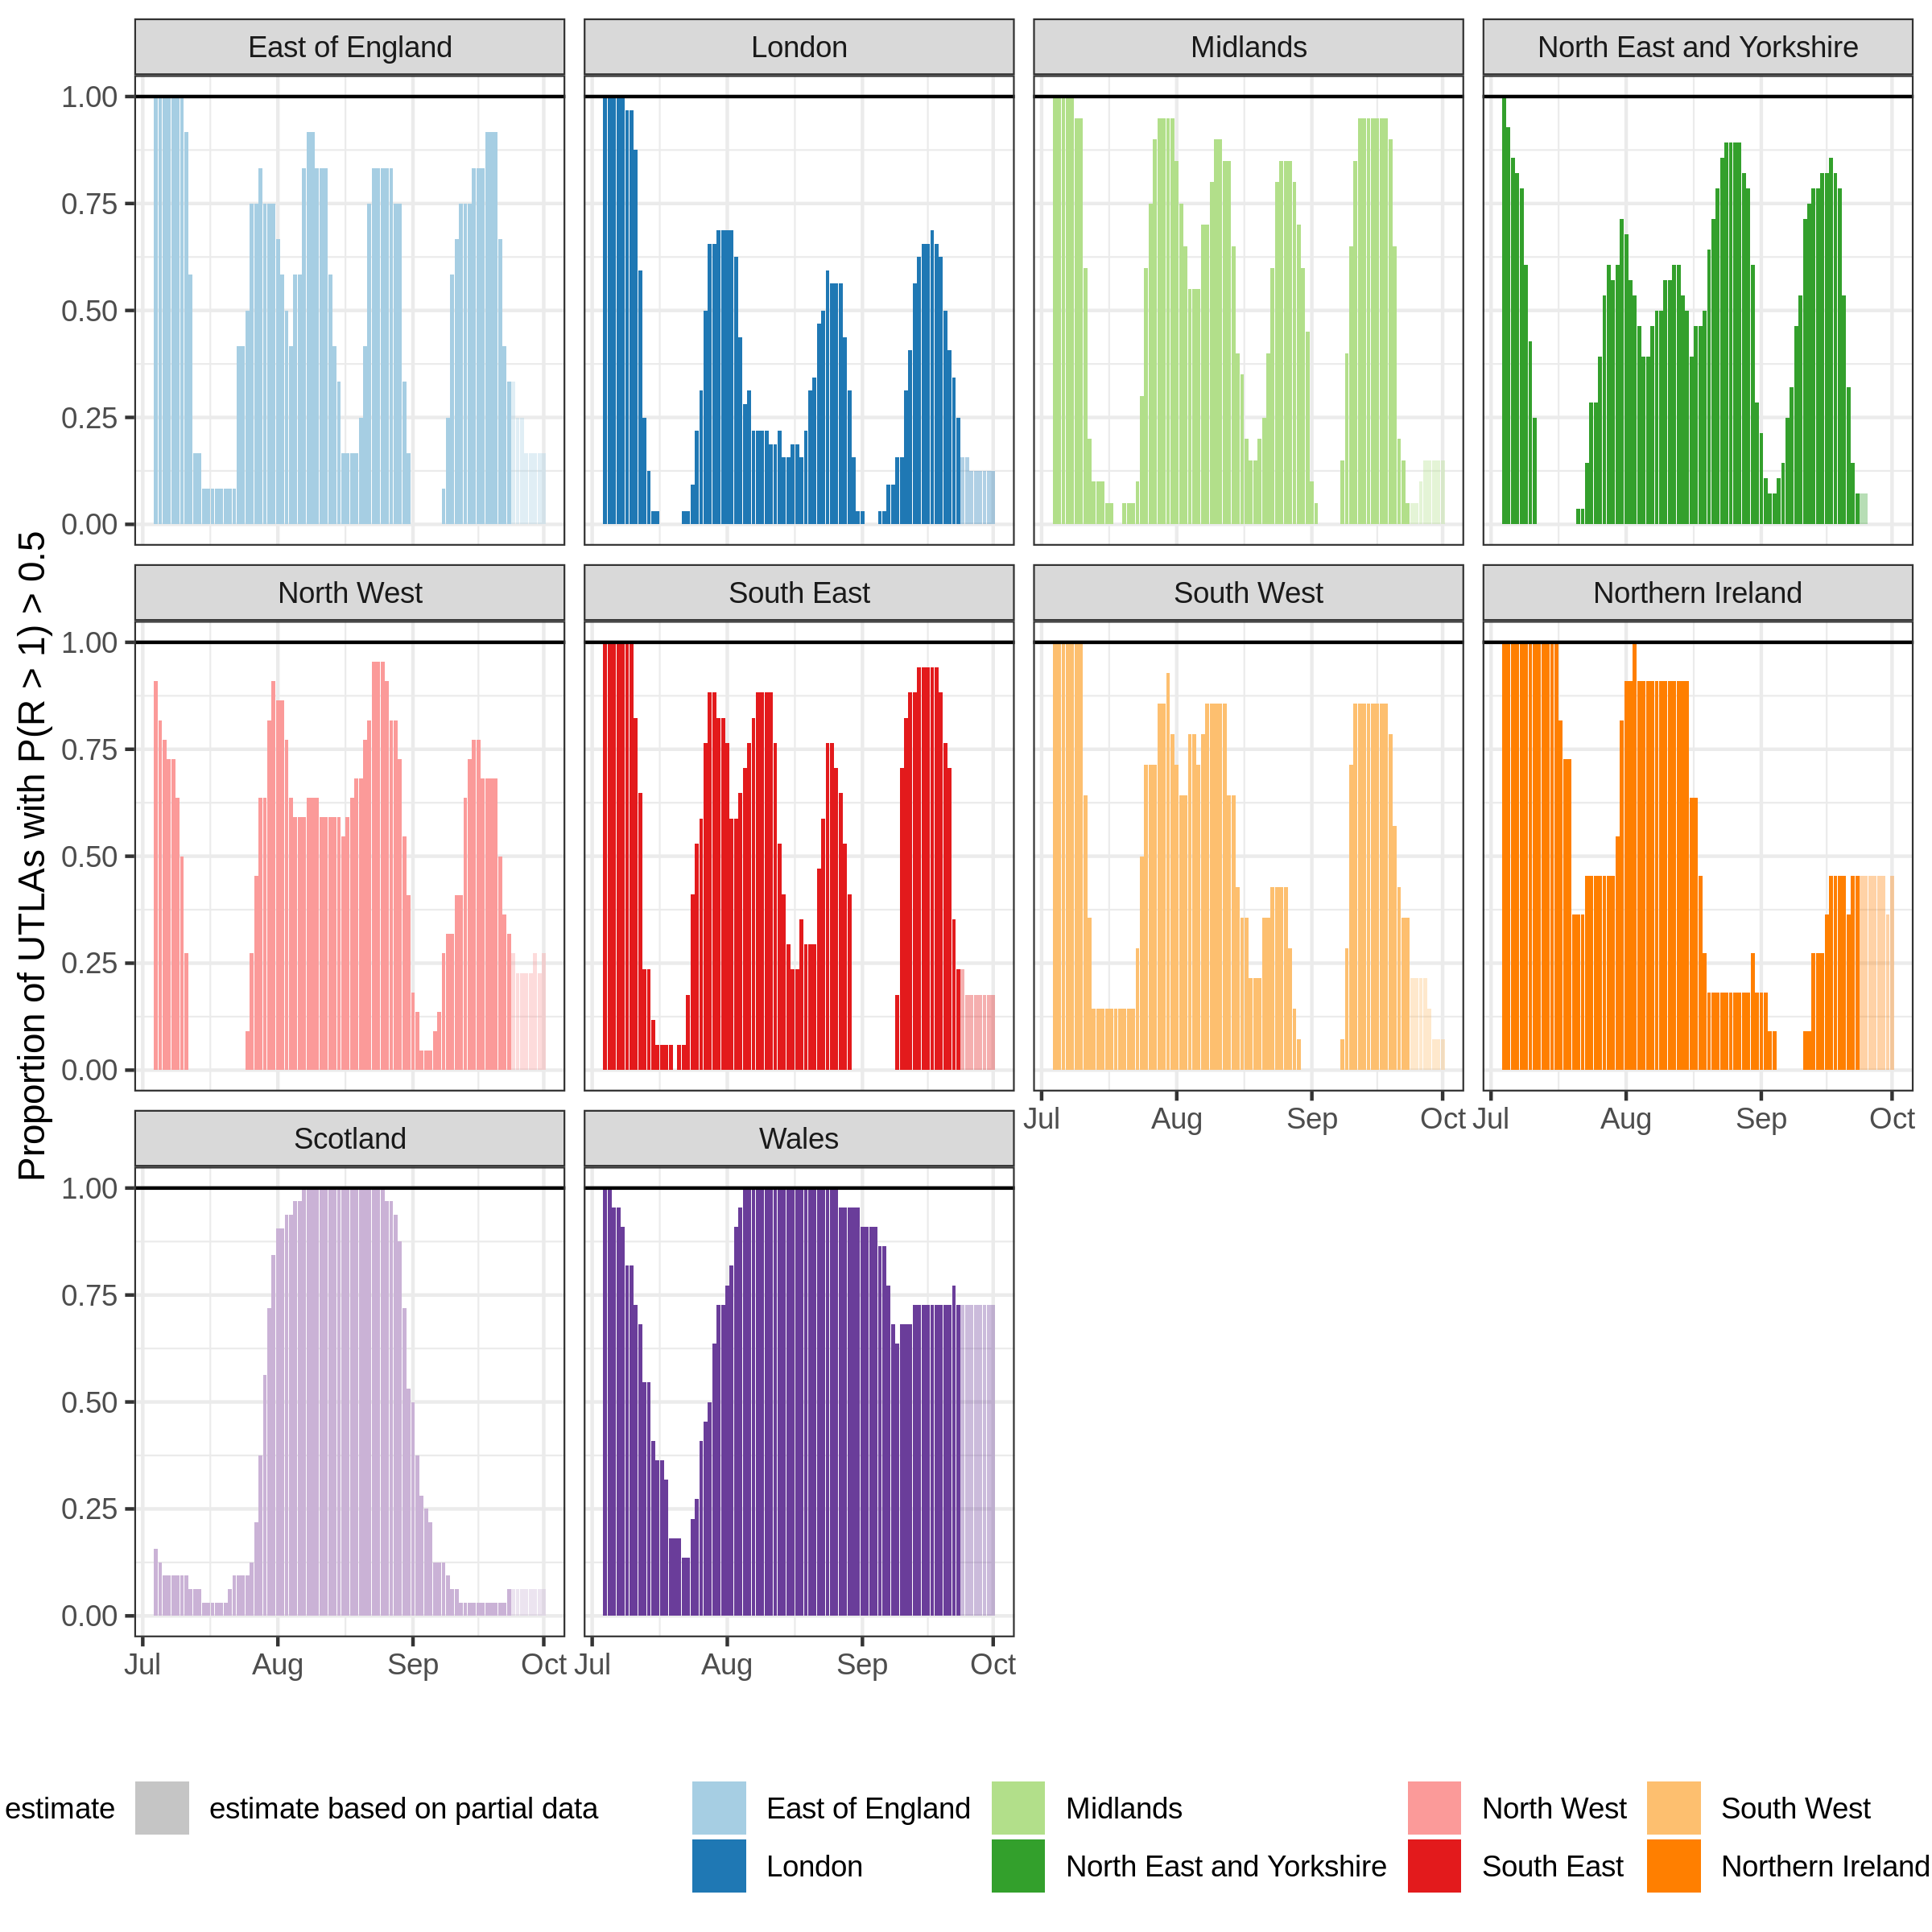 East of England London Midlands North East and Yorkshire
1.00
0.75
0.50
0.25
0.00
North West South East South West Northern Ireland
1.00
0.75
0.50
0.25
0.00
Jul Aug Sep Oct Jul Aug Sep Oct
Scotland Wales
1.00
0.75
0.50
0.25
0.00
Jul Aug Sep Oct Jul Aug Sep Oct
Proportion of UTLAs with P(R > 1) > 0.5
estimate estimate based on partial data East of England Midlands North West South West
London North East and Yorkshire South East Northern Ireland